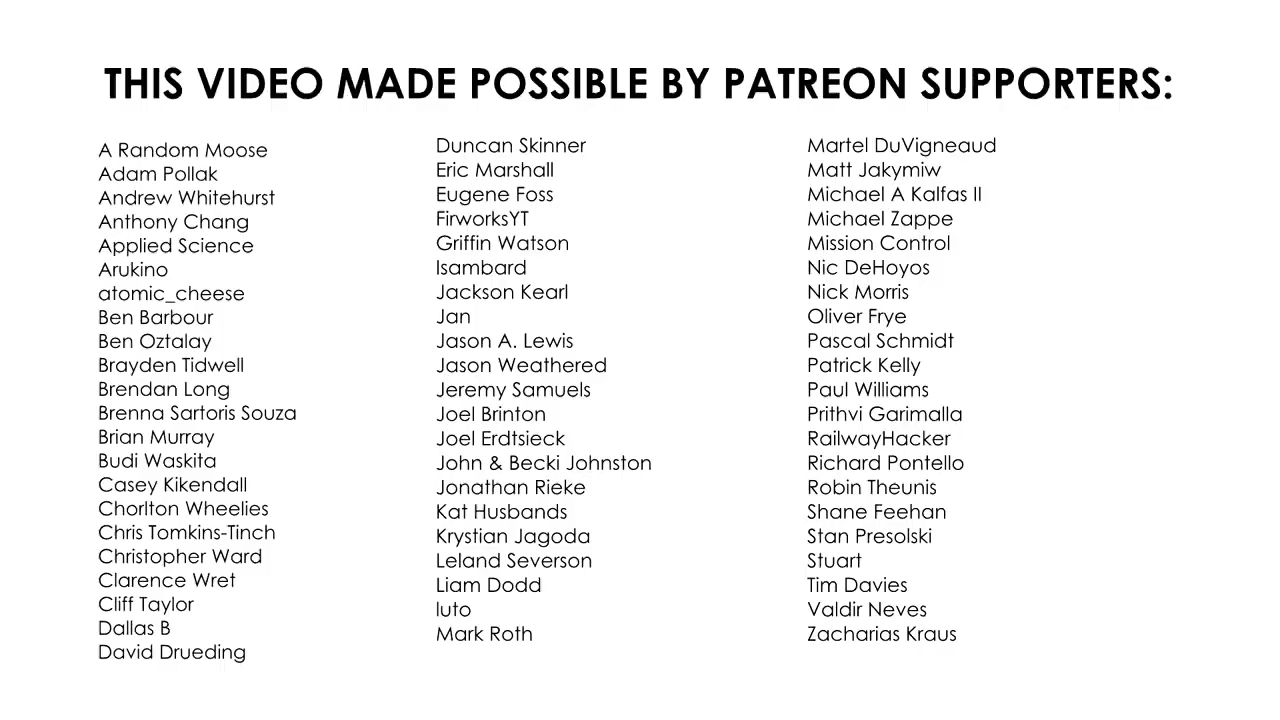 THIS VIDEO MADE POSSIBLE BY PATREON SUPPORTERS:
A Random Moose
Adam Pollak
Andrew Whitehurst
Anthony Chang
Applied Science
Arukino
atomic_cheese
Ben Barbour
Ben Oztalay
Brayden Tidwell
Brendan Long
Brenna Sartoris Souza
Brian Murray
Budi Waskita
Casey Kikendall
Chorlton Wheelies
Chris Tomkins-Tinch
Christopher Ward
Clarence Wret
Cliff Taylor
Dallas B
David Drueding
Duncan Skinner
Eric Marshall
Eugene Foss
FirworksYT
Griffin Watson
Isambard
Jackson Kearl
Jan
Jason A. Lewis
Jason Weathered
Jeremy Samuels
Joel Brinton
Joel Erdtsieck
John & Becki Johnston
Jonathan Rieke
Kat Husbands
Krystian Jagoda
Leland Severson
Liam Dodd
luto
Mark Roth
Martel DuVigneaud
Matt Jakymiw
Michael A Kalfas II
Michael Zappe
Mission Control
Nic DeHoyos
Nick Morris
Oliver Frye
Pascal Schmidt
Patrick Kelly
Paul Williams
Prithvi Garimalla
RailwayHacker
Richard Pontello
Robin Theunis
Shane Feehan
Stan Presolski
Stuart
Tim Davies
Valdir Neves
Zacharias Kraus